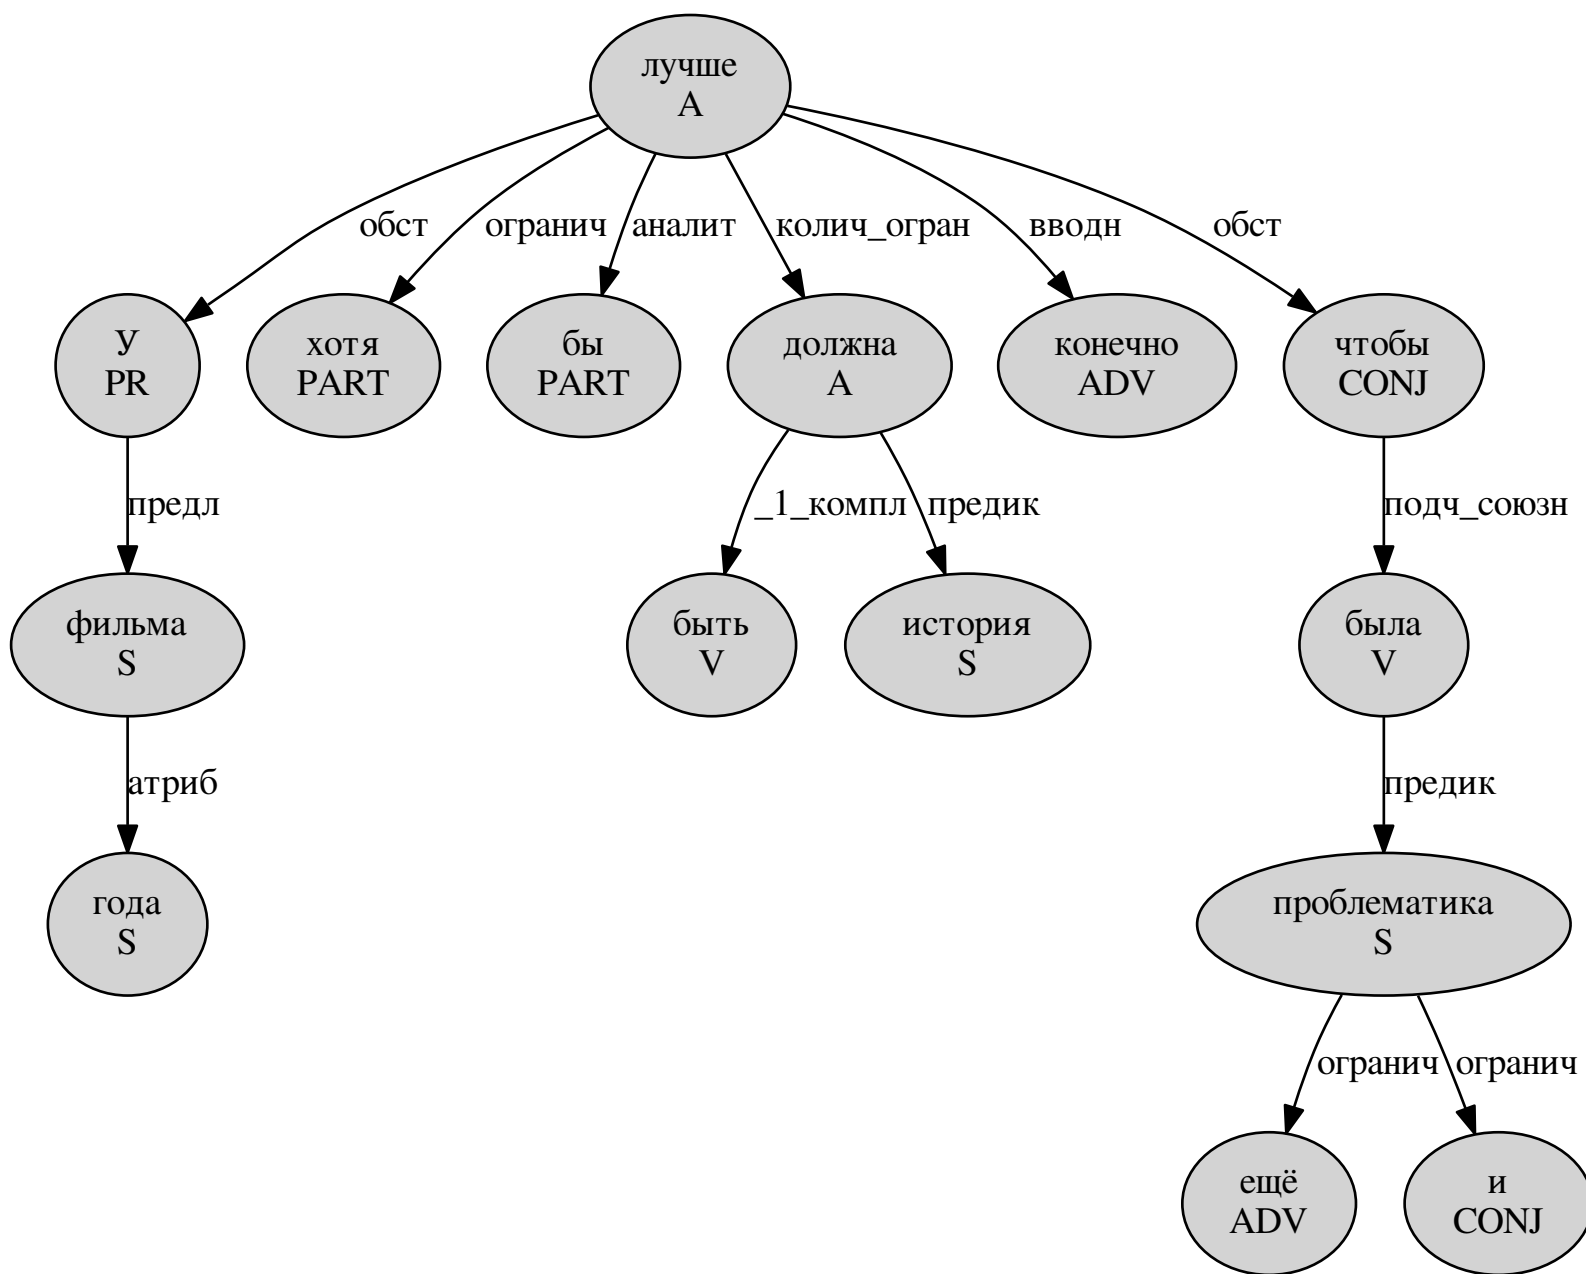 лучше
A
обст
огранич
аналит
колич_огран
вводн
обст
У
PR
хотя
PART
бы
PART
должна
A
конечно
ADV
чтобы
CONJ
предл
_1_компл
предик
подч_союзн
фильма
S
быть
V
история
S
была
V
атриб
предик
года
S
проблематика
S
огранич
огранич
ещё
ADV
и
CONJ